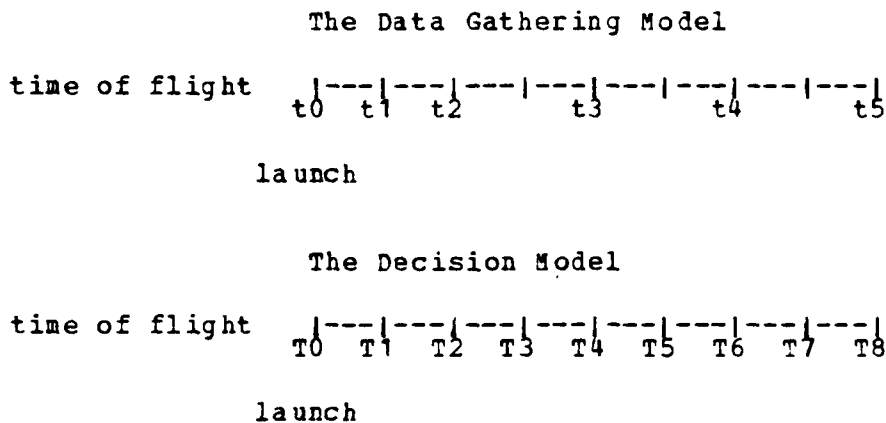 The Data Gathering Model
time of flight |---|---|---|---|---|---|---|---|
t0 t1 t2 t3 t4 t5
launch
The Decision Model
time of flight |---|---|---|---|---|---|---|---|
T0 T1 T2 T3 T4 T5 T6 T7 T8
launch